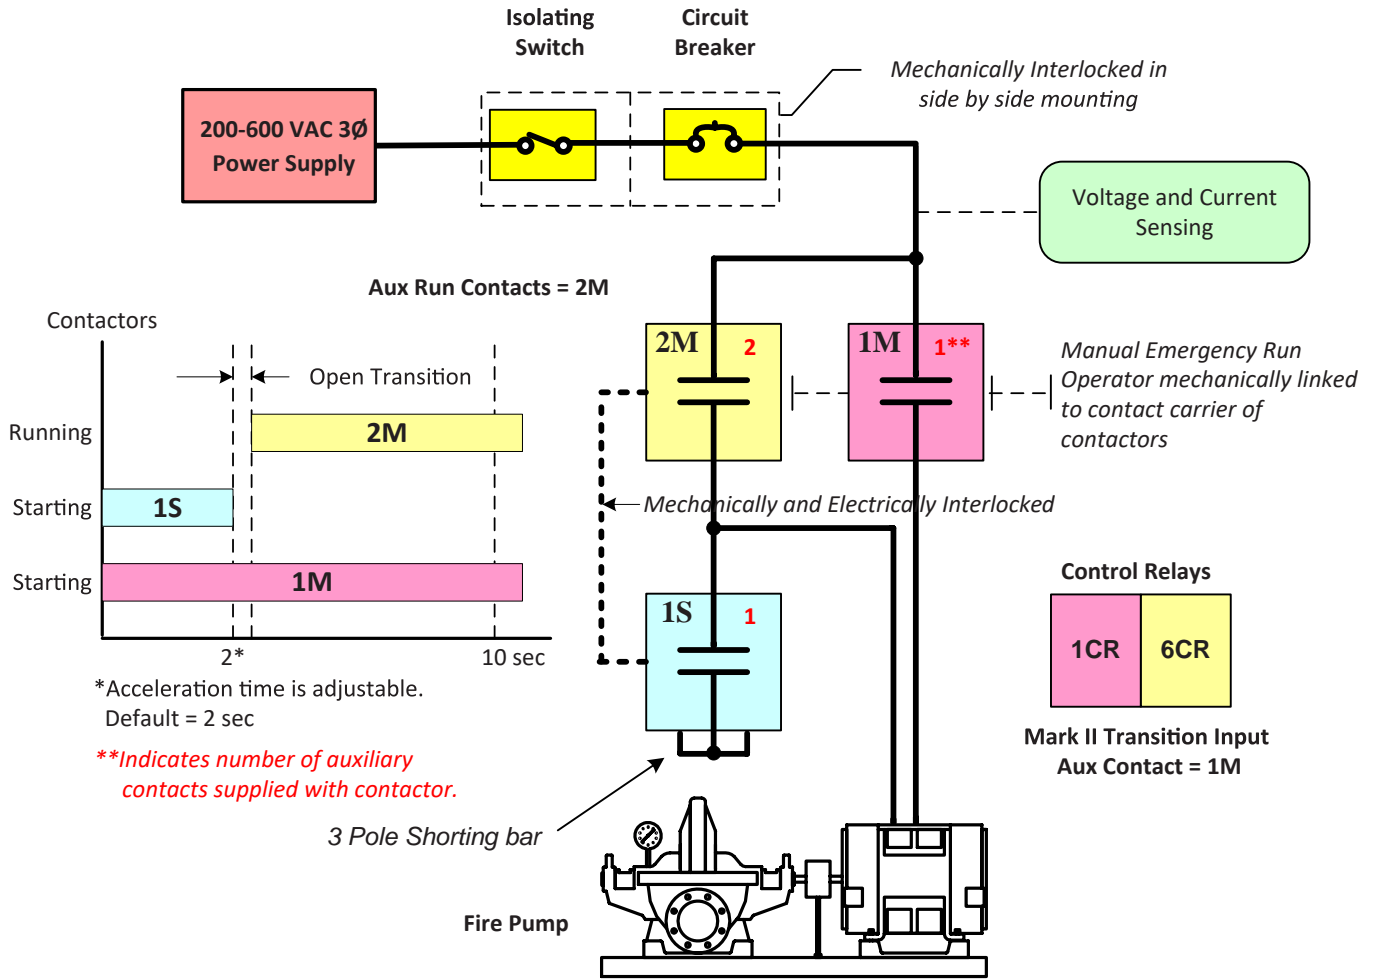 Isolating
Switch
Circuit
Breaker
Mechanically Interlocked in
side by side mounting
200-600 VAC 3Ø
Power Supply
Voltage and Current
Sensing
Aux Run Contacts = 2M
Contactors
Open Transition
Running
2M
Starting
1S
Starting
1M
2*
10 sec
*Acceleration time is adjustable.
Default = 2 sec
**Indicates number of auxiliary
contacts supplied with contactor.
2M
2
1M
1**
Manual Emergency Run
Operator mechanically linked
to contact carrier of
contactors
Mechanically and Electrically Interlocked
1S
1
Control Relays
1CR
6CR
Mark II Transition Input
Aux Contact = 1M
3 Pole Shorting bar
Fire Pump